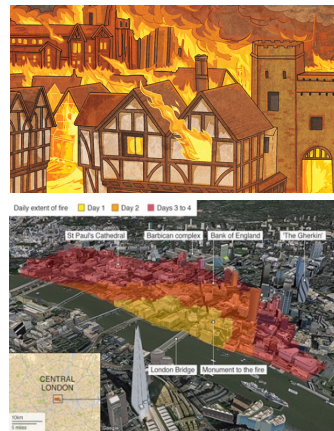 Daily extent of fire Day 1 Day 2 Days 3 to 4
St Paul's Cathedral Barbican complex Bank of England 'The Gherkin'
London Bridge Monument to the fire
CENTRAL
LONDON
10km
5 miles
Google